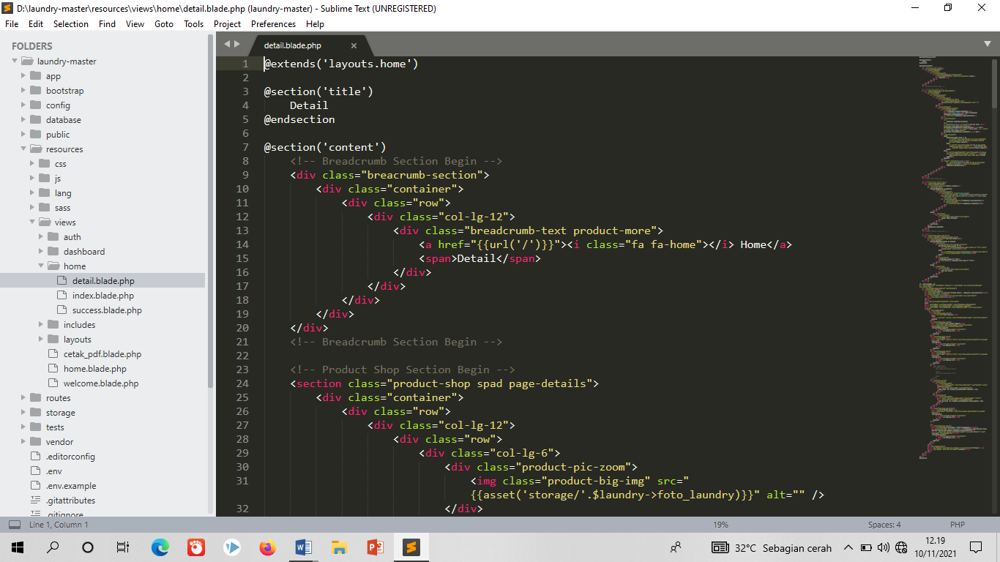 D:\laundry-master\resources\views\home\detail.blade.php (laundry-master) - Sublime Text (UNREGISTERED)
File Edit Selection Find View Goto Tools Project Preferences Help
FOLDERS
laundry-master
app
bootstrap
config
database
public
resources
css
js
lang
sass
views
auth
dashboard
home
detail.blade.php
index.blade.php
success.blade.php
includes
layouts
cetak_pdf.blade.php
home.blade.php
welcome.blade.php
routes
storage
tests
vendor
.editorconfig
.env
.env.example
.gitattributes
.gitignore
detail.blade.php
1 @extends('layouts.home')
2
3 @section('title')
4     Detail
5 @endsection
6
7 @section('content')
8     <!-- Breadcrumb Section Begin -->
9     <div class="breacrumb-section">
10         <div class="container">
11             <div class="row">
12                 <div class="col-lg-12">
13                     <div class="breadcrumb-text product-more">
14                         <a href="{{url('/')}}"><i class="fa fa-home"></i> Home</a>
15                         <span>Detail</span>
16                     </div>
17                 </div>
18             </div>
19         </div>
20     </div>
21     <!-- Breadcrumb Section Begin -->
22
23     <!-- Product Shop Section Begin -->
24     <section class="product-shop spad page-details">
25         <div class="container">
26             <div class="row">
27                 <div class="col-lg-12">
28                     <div class="row">
29                         <div class="col-lg-6">
30                             <div class="product-pic-zoom">
31                                 <img class="product-big-img" src="
{{asset('storage/'.$laundry->foto_laundry)}}" alt="" />
32                             </div>
Line 1, Column 1
19%
Spaces: 4
PHP
32°C Sebagian cerah
12.19
10/11/2021